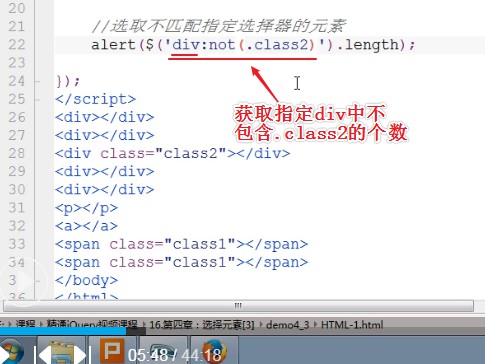 20
21 //选取不匹配指定选择器的元素
22 alert($('div:not(.class2)').length);
23
24 });
25 </script>
26 <div></div>
27 <div></div>
28 <div class="class2"></div>
29 <div></div>
30 <div></div>
31 <p></p>
32 <a></a>
33 <span class="class1"></span>
34 <span class="class1"></span>
3 </body>
36 </html>
获取指定div中不
包含.class2的个数
课程 ▸ 精通jQuery视频课程 ▸ 16.第四章：选择元素[3] ▸ demo4_3 ▸ HTML-1.html
05:48 / 44:18